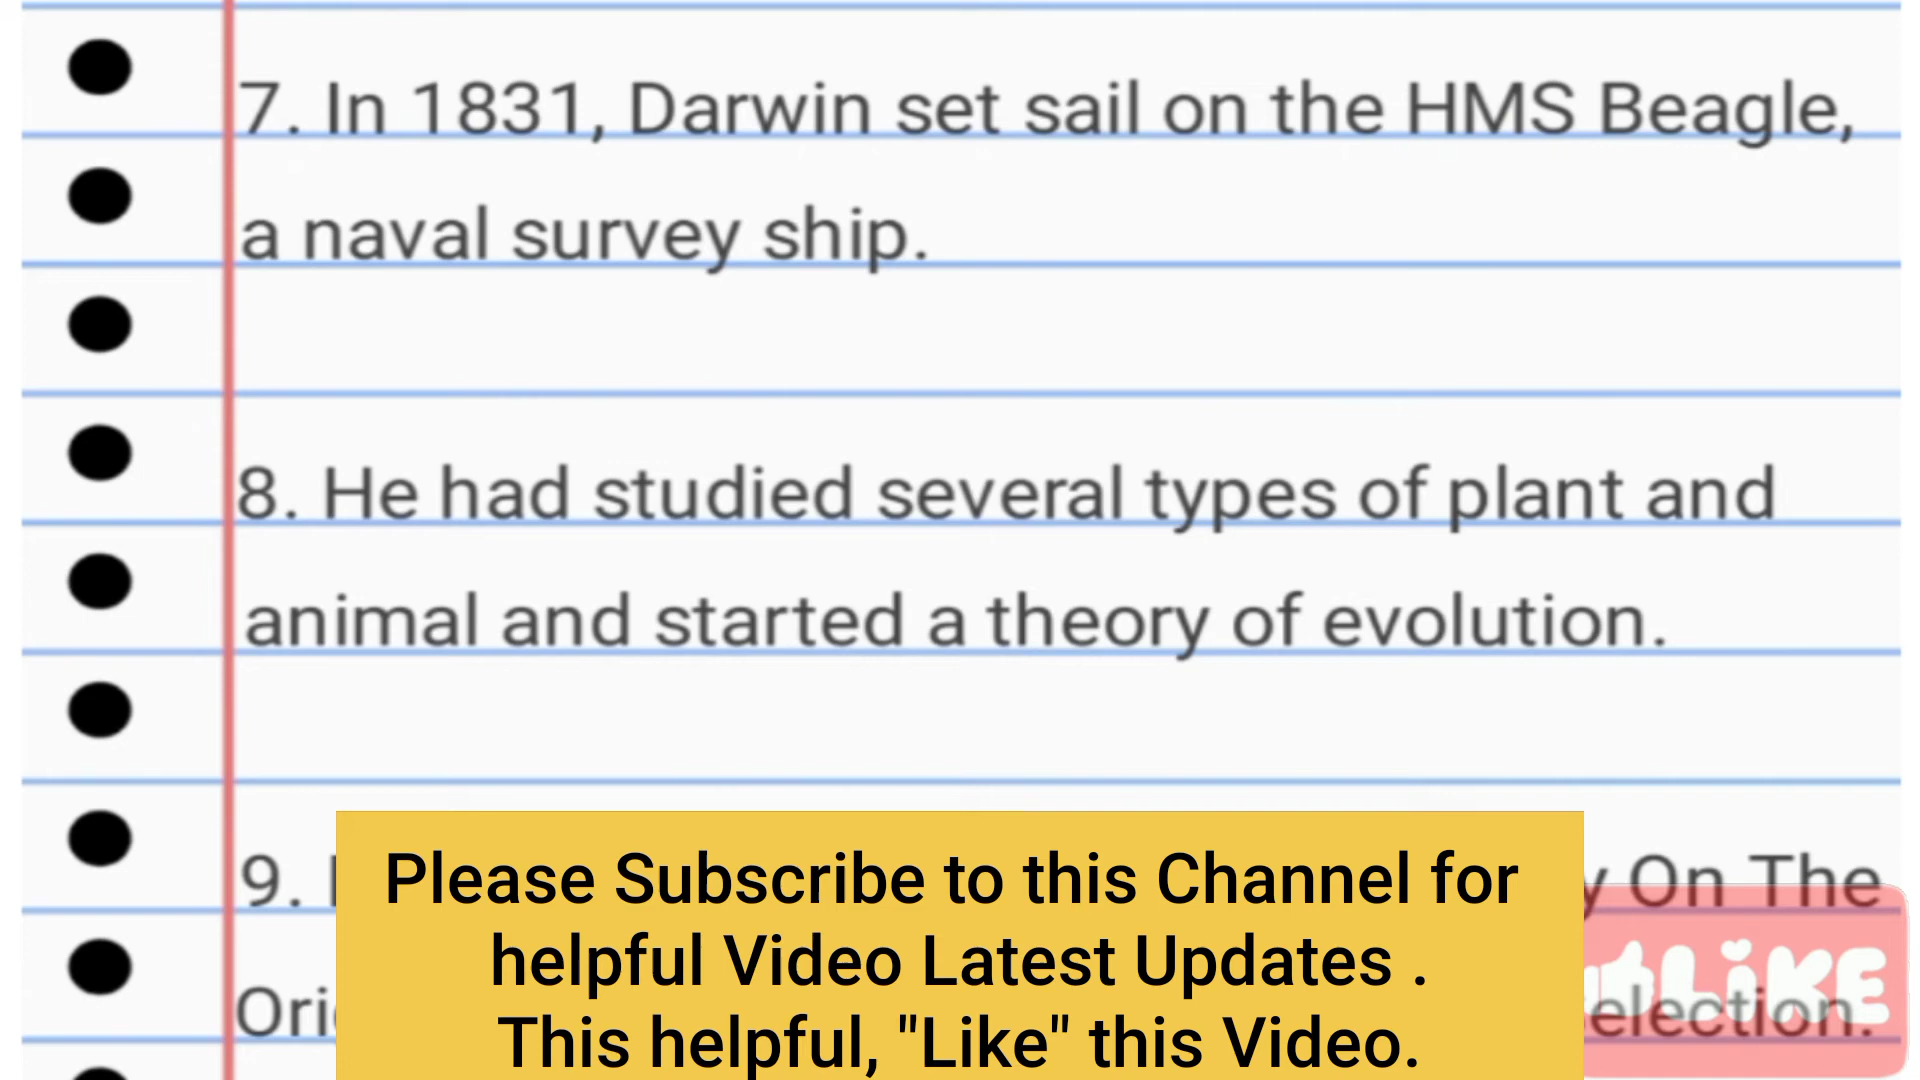 7. In 1831, Darwin set sail on the HMS Beagle,
a naval survey ship.
8. He had studied several types of plant and
animal and started a theory of evolution.
9. y On The
Ori election.
Please Subscribe to this Channel for
helpful Video Latest Updates .
This helpful, "Like" this Video.
LiKE